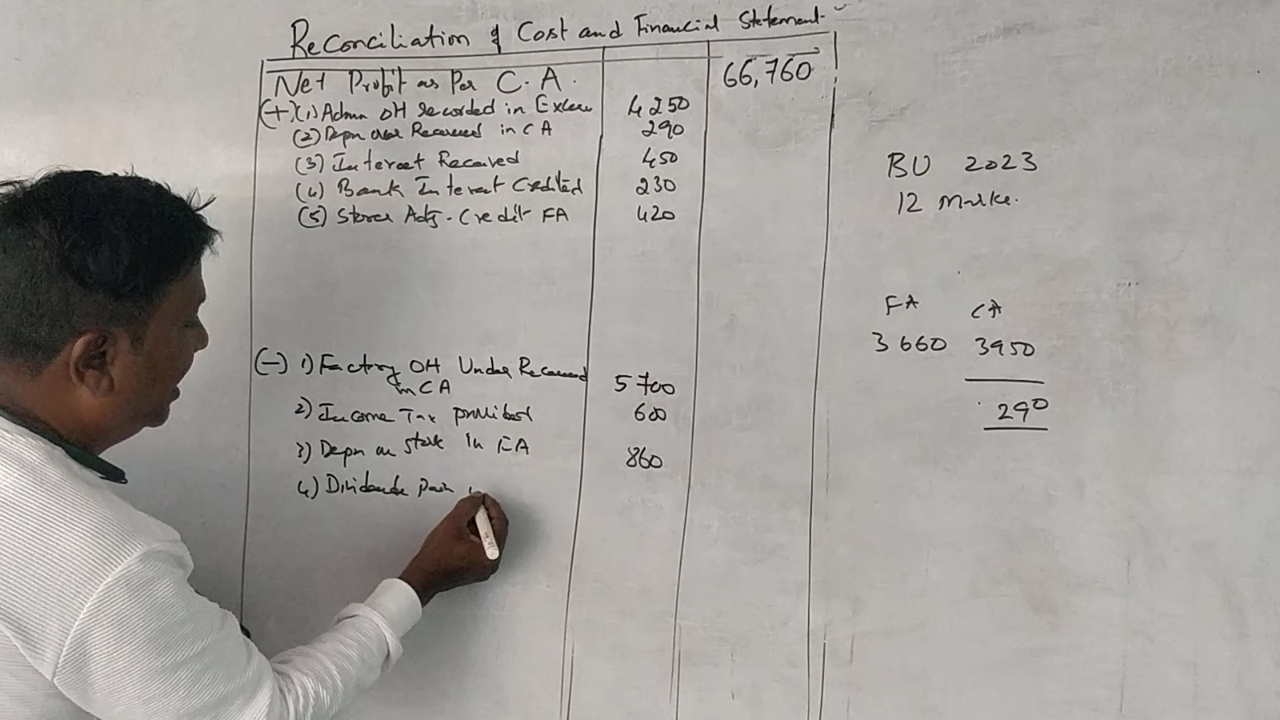 Reconciliation of Cost and Financial Statement
Net Profit as Per C.A. 66,760
(+) (1) Admn OH recorded in Excess 4250
(2) Depn over Recovered in CA 290
(3) Interest Received 450
(4) Bank Interest Credited 230
(5) Stores Adj- Credit FA 420
(-) 1) Factory OH Under Recovered
in CA 5700
2) Income Tax provided 600
3) Depn on stock in FA 860
4) Dividends Paid
BU 2023
12 Marks.
FA CA
3660 3950
290